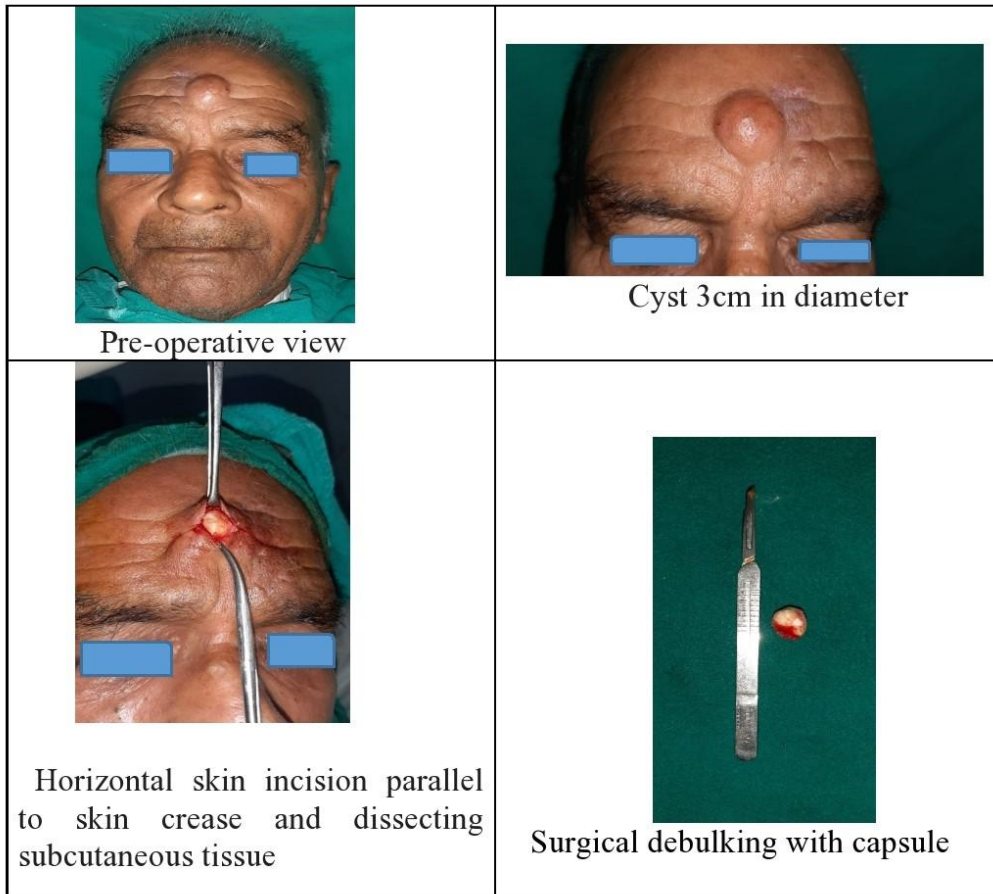 Pre-operative view
Cyst 3cm in diameter
Horizontal skin incision parallel
to skin crease and dissecting
subcutaneous tissue
Surgical debulking with capsule